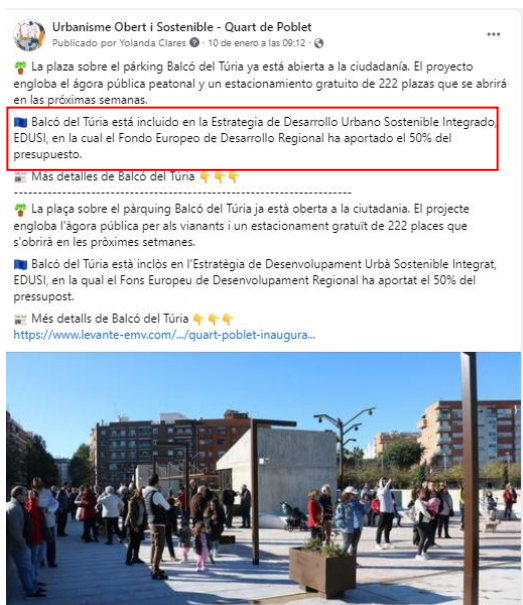 Urbanisme Obert i Sostenible - Quart de Poblet
Publicado por Yolanda Clares · 10 de enero a las 09:12 ·
🌴 La plaza sobre el párking Balcó del Túria ya está abierta a la ciudadanía. El proyecto
engloba el ágora pública peatonal y un estacionamiento gratuito de 222 plazas que se abrirá
en las próximas semanas.
🇪🇺 Balcó del Túria está incluido en la Estrategia de Desarrollo Urbano Sostenible Integrado,
EDUSI, en la cual el Fondo Europeo de Desarrollo Regional ha aportado el 50% del
presupuesto.
📰 Más detalles de Balcó del Túria 👇👇👇
------------------------------------------------------------------
🌴 La plaça sobre el pàrquing Balcó del Túria ja està oberta a la ciutadania. El projecte
engloba l'àgora pública per als vianants i un estacionament gratuït de 222 places que
s'obrirà en les pròximes setmanes.
🇪🇺 Balcó del Túria està inclòs en l'Estratègia de Desenvolupament Urbà Sostenible Integrat,
EDUSI, en la qual el Fons Europeu de Desenvolupament Regional ha aportat el 50% del
pressupost.
📰 Més detalls de Balcó del Túria 👇👇👇
https://www.levante-emv.com/.../quart-poblet-inaugura...